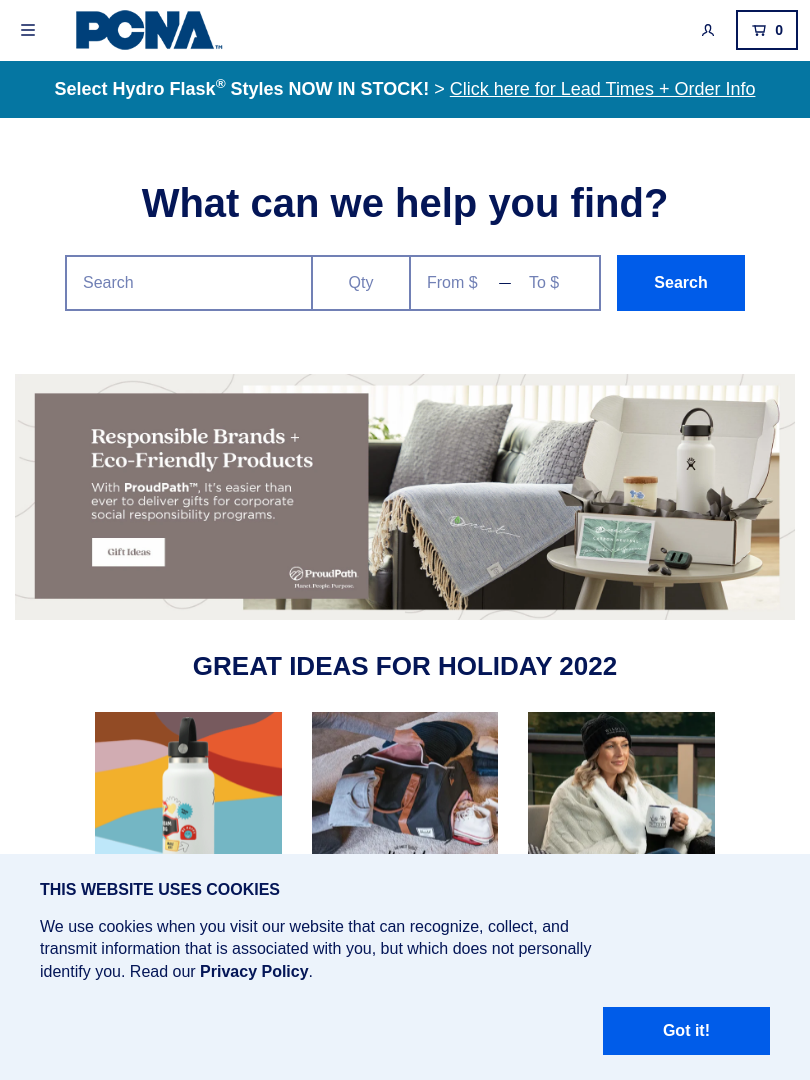 PCNA™
0
Select Hydro Flask® Styles NOW IN STOCK! > Click here for Lead Times + Order Info
What can we help you find?
Search Qty From $ — To $ Search
Responsible Brands +
Eco-Friendly Products
With ProudPath™, It's easier than
ever to deliver gifts for corporate
social responsibility programs.
Gift Ideas
ProudPath
Planet. People. Purpose.
GREAT IDEAS FOR HOLIDAY 2022
THIS WEBSITE USES COOKIES
We use cookies when you visit our website that can recognize, collect, and
transmit information that is associated with you, but which does not personally
identify you. Read our Privacy Policy.
Got it!